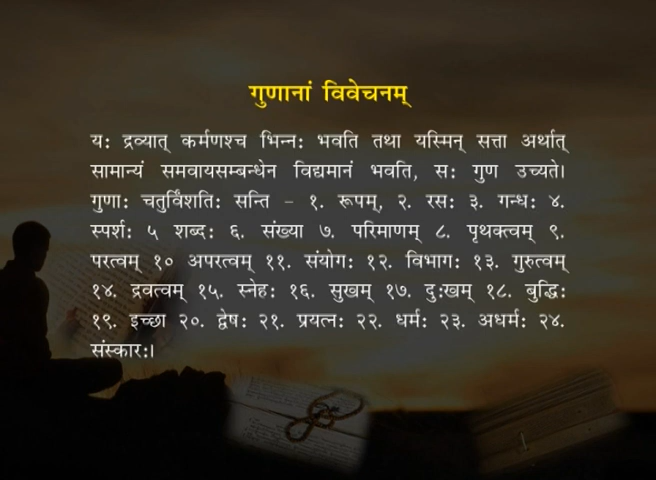 गुणानां विवेचनम्
य: द्रव्यात् कर्मणश्च भिन्न: भवति तथा यस्मिन् सत्ता अर्थात्
सामान्यं समवायसम्बन्धेन विद्यमानं भवति, स: गुण उच्यते।
गुणा: चतुर्विंशति: सन्ति - १. रूपम्, २. रस: ३. गन्ध: ४.
स्पर्श: ५ शब्द: ६. संख्या ७. परिमाणम् ८. पृथक्त्वम् ९.
परत्वम् १० अपरत्वम् ११. संयोग: १२. विभाग: १३. गुरुत्वम्
१४. द्रवत्वम् १५. स्नेह: १६. सुखम् १७. दु:खम् १८. बुद्धि:
१९. इच्छा २०. द्वेष: २१. प्रयत्न: २२. धर्म: २३. अधर्म: २४.
संस्कार:।